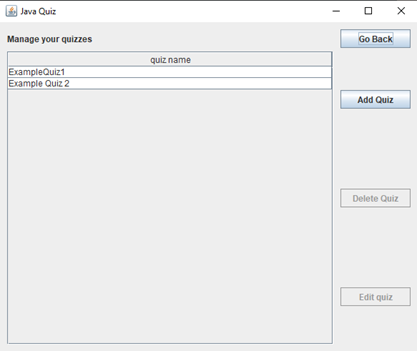 Java Quiz
Manage your quizzes
Go Back
quiz name
ExampleQuiz1
Example Quiz 2
Add Quiz
Delete Quiz
Edit quiz